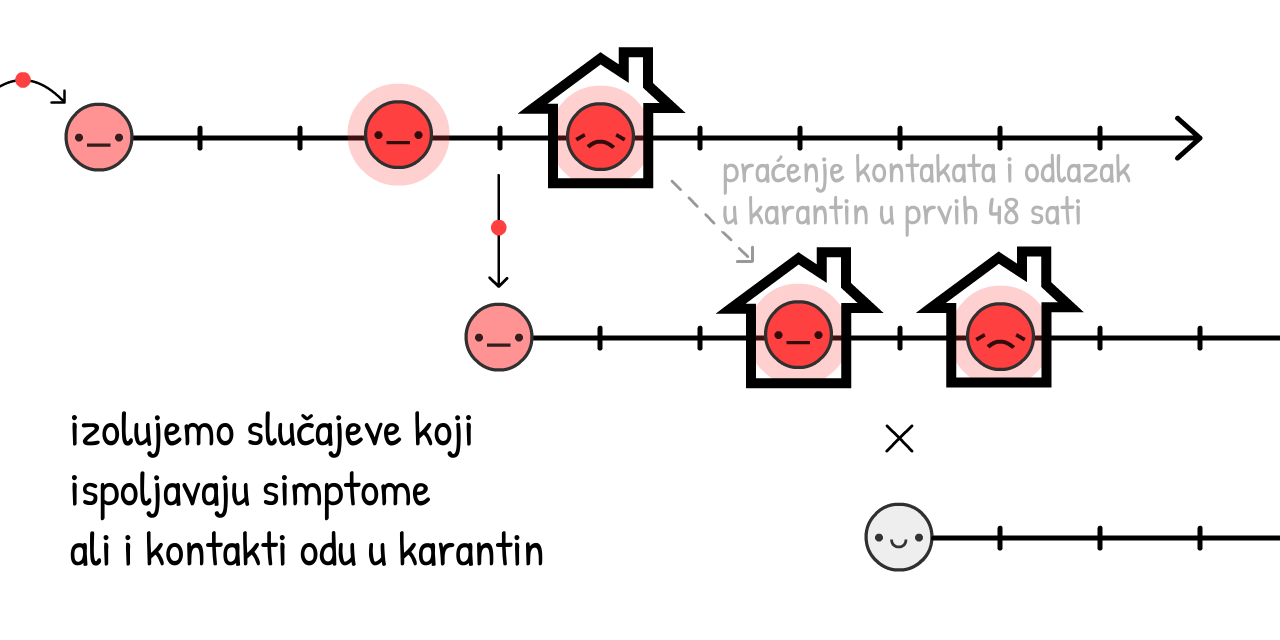 praćenje kontakata i odlazak
u karantin u prvih 48 sati
izolujemo slučajeve koji
ispoljavaju simptome
ali i kontakti odu u karantin